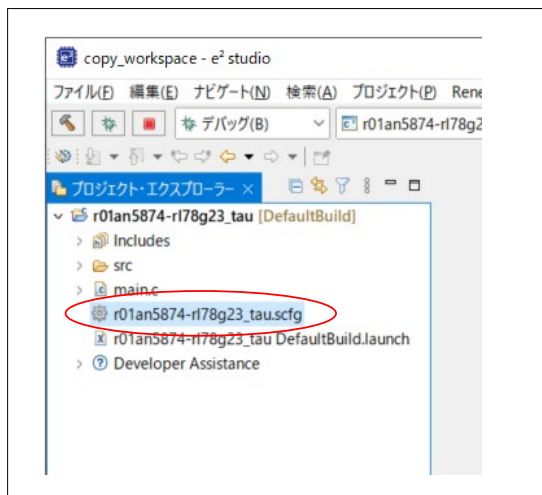 copy_workspace - e² studio
ファイル(F) 編集(E) ナビゲート(N) 検索(A) プロジェクト(P) Rene
デバッグ(B) r01an5874-rl78g2
プロジェクト・エクスプローラー
r01an5874-rl78g23_tau [DefaultBuild]
Includes
src
main.c
r01an5874-rl78g23_tau.scfg
r01an5874-rl78g23_tau DefaultBuild.launch
Developer Assistance